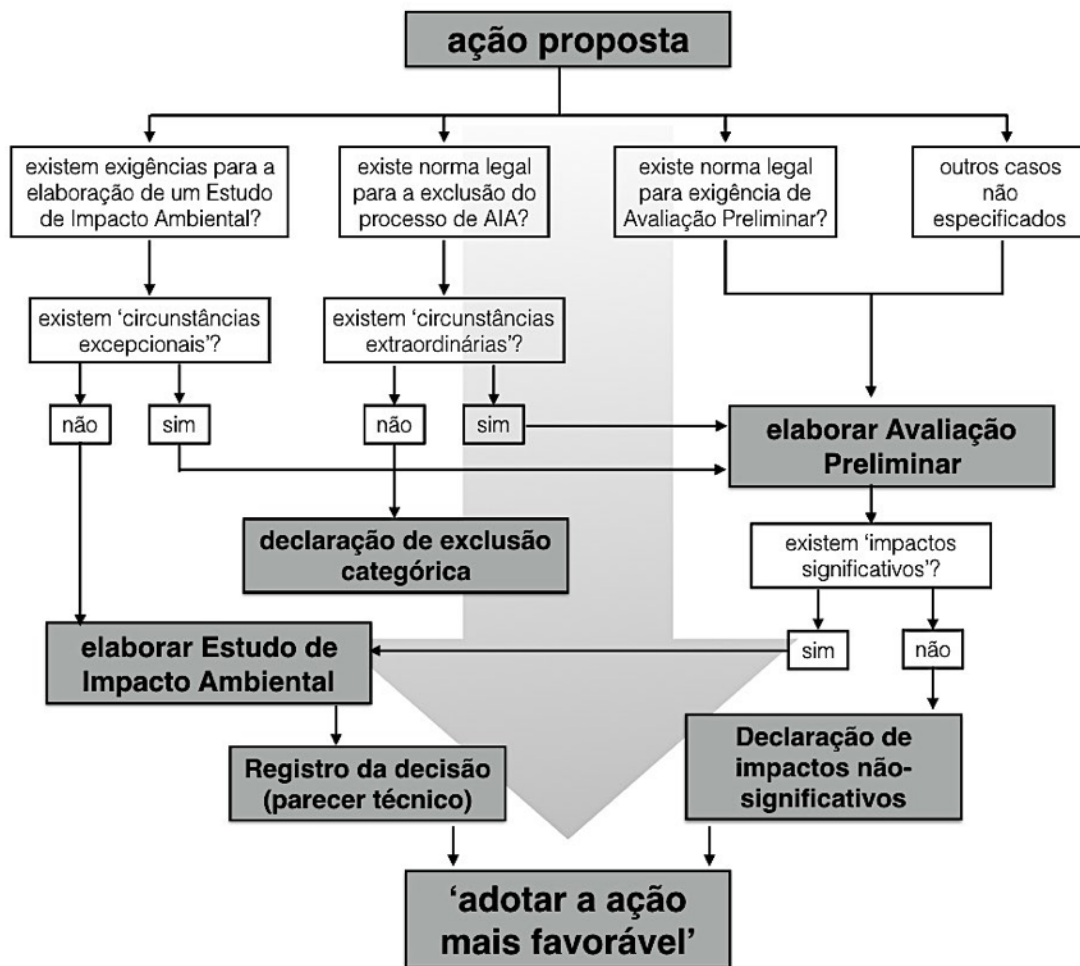 ação proposta
existem exigências para a
elaboração de um Estudo
de Impacto Ambiental?
existe norma legal
para a exclusão do
processo de AIA?
existe norma legal
para exigência de
Avaliação Preliminar?
outros casos
não
especificados
existem ‘circunstâncias
excepcionais’?
existem ‘circunstâncias
extraordinárias’?
não
sim
não
sim
elaborar Avaliação
Preliminar
declaração de exclusão
categórica
existem ‘impactos
significativos’?
sim
não
elaborar Estudo de
Impacto Ambiental
Registro da decisão
(parecer técnico)
Declaração de
impactos não-
significativos
‘adotar a ação
mais favorável’